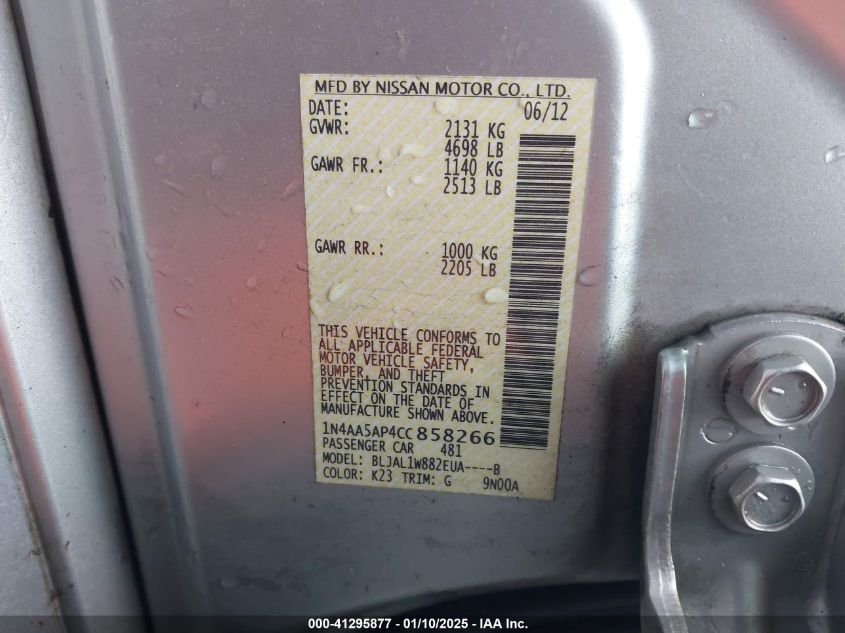 MFD BY NISSAN MOTOR CO., LTD.
DATE: 06/12
GVWR: 2131 KG
4698 LB
GAWR FR.: 1140 KG
2513 LB
GAWR RR.: 1000 KG
2205 LB
THIS VEHICLE CONFORMS TO
ALL APPLICABLE FEDERAL
MOTOR VEHICLE SAFETY,
BUMPER, AND THEFT
PREVENTION STANDARDS IN
EFFECT ON THE DATE OF
MANUFACTURE SHOWN ABOVE.
1N4AA5AP4CC858266
PASSENGER CAR 481
MODEL: BLJAL1W882EUA----B
COLOR: K23 TRIM: G 9N00A
000-41295877 - 01/10/2025 - IAA Inc.